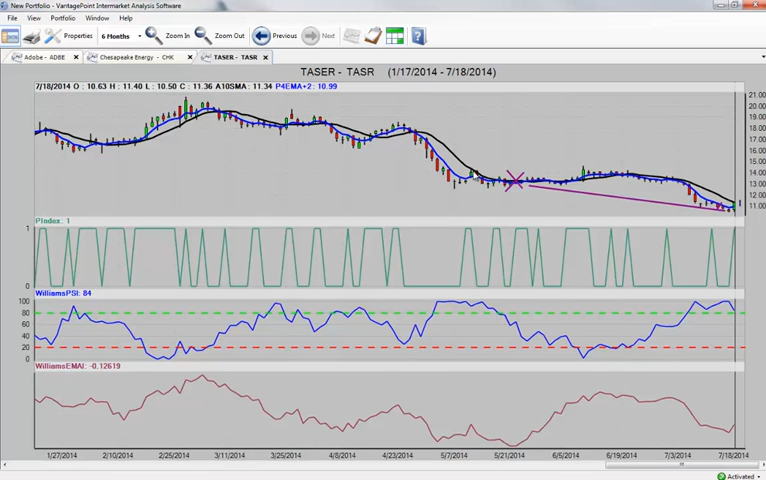 New Portfolio - VantagePoint Intermarket Analysis Software
File Edit View Portfolio Window Help
Properties 6 Months Zoom In Zoom Out Previous Next
Adobe - ADBE × Chesapeake Energy - CHK × TASER - TASR ×
TASER - TASR (1/17/2014 - 7/18/2014)
7/18/2014 O : 10.63 H : 11.40 L : 10.50 C : 11.36 A10SMA: 11.34 P4EMA+2: 10.99
21.00
20.00
19.00
18.00
17.00
16.00
14.00
13.00
12.00
11.00
PIndex: 1
1
0
WilliamsPSI: 84
100
80
60
40
20
0
WilliamsEMAI: -0.12619
1/27/2014 2/10/2014 2/25/2014 3/11/2014 3/25/2014 4/8/2014 4/23/2014 5/7/2014 5/21/2014 6/5/2014 6/19/2014 7/3/2014 7/18/2014
Activated